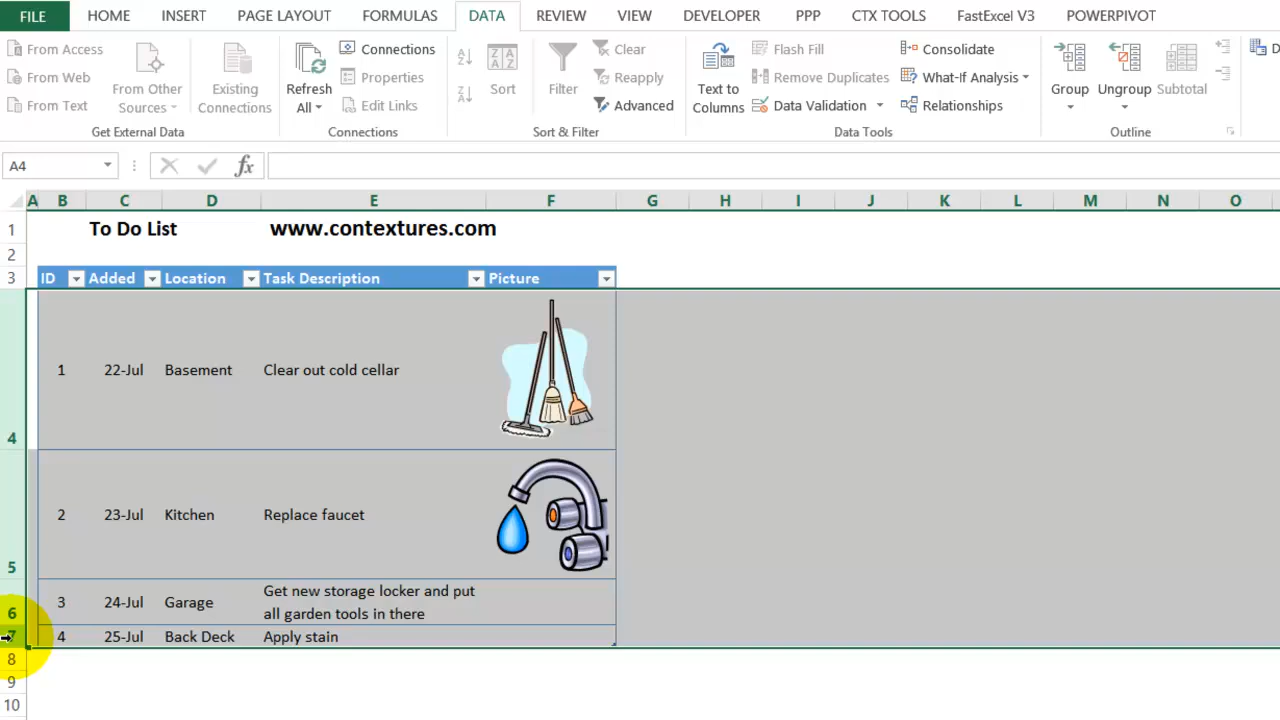 FILE HOME INSERT PAGE LAYOUT FORMULAS DATA REVIEW VIEW DEVELOPER PPP CTX TOOLS FastExcel V3 POWERPIVOT
From Access
From Web
From Text
From Other
Sources
Existing
Connections
Get External Data
Refresh
All
Connections
Properties
Edit Links
Connections
Sort
Filter
Clear
Reapply
Advanced
Sort & Filter
Text to
Columns
Flash Fill
Remove Duplicates
Data Validation
Consolidate
What-If Analysis
Relationships
Data Tools
Group
Ungroup
Subtotal
Outline
D
A4 fx
A B C D E F G H I J K L M N O
1 To Do List www.contextures.com
2
3 ID Added Location Task Description Picture
4 1 22-Jul Basement Clear out cold cellar
5 2 23-Jul Kitchen Replace faucet
6 3 24-Jul Garage Get new storage locker and put
all garden tools in there
7 4 25-Jul Back Deck Apply stain
8
9
10